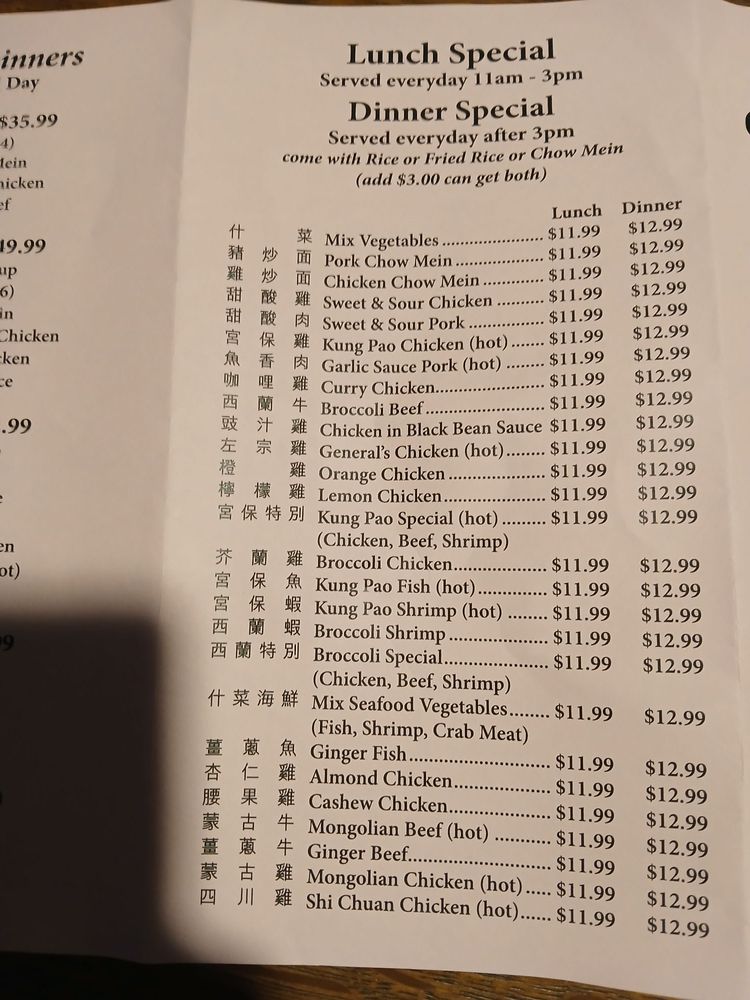 inners
Day
$35.99
4)
Mein
hicken
ef
49.99
up
6)
in
Chicken
cken
ce
.99
e
en
ot)
9
Lunch Special
Served everyday 11am - 3pm
Dinner Special
Served everyday after 3pm
come with Rice or Fried Rice or Chow Mein
(add $3.00 can get both)
Lunch Dinner
什菜 Mix Vegetables ...................... $11.99 $12.99
豬炒面 Pork Chow Mein ................ $11.99 $12.99
雞炒面 Chicken Chow Mein ........... $11.99 $12.99
甜酸雞 Sweet & Sour Chicken ......... $11.99 $12.99
甜酸肉 Sweet & Sour Pork .............. $11.99 $12.99
宮保雞 Kung Pao Chicken (hot) ...... $11.99 $12.99
魚香肉 Garlic Sauce Pork (hot) ....... $11.99 $12.99
咖哩雞 Curry Chicken.................... $11.99 $12.99
西蘭牛 Broccoli Beef ...................... $11.99 $12.99
豉汁雞 Chicken in Black Bean Sauce $11.99 $12.99
左宗雞 General's Chicken (hot)........ $11.99 $12.99
橙雞 Orange Chicken .................. $11.99 $12.99
檸檬雞 Lemon Chicken................... $11.99 $12.99
宮保特別 Kung Pao Special (hot) ......... $11.99 $12.99
(Chicken, Beef, Shrimp)
芥蘭雞 Broccoli Chicken................. $11.99 $12.99
宮保魚 Kung Pao Fish (hot).............. $11.99 $12.99
宮保蝦 Kung Pao Shrimp (hot) ........ $11.99 $12.99
西蘭蝦 Broccoli Shrimp .................. $11.99 $12.99
西蘭特別 Broccoli Special................... $11.99 $12.99
(Chicken, Beef, Shrimp)
什菜海鮮 Mix Seafood Vegetables........ $11.99 $12.99
(Fish, Shrimp, Crab Meat)
薑蔥魚 Ginger Fish......................... $11.99 $12.99
杏仁雞 Almond Chicken................. $11.99 $12.99
腰果雞 Cashew Chicken.................. $11.99 $12.99
蒙古牛 Mongolian Beef (hot) ........... $11.99 $12.99
薑蔥牛 Ginger Beef......................... $11.99 $12.99
蒙古雞 Mongolian Chicken (hot)..... $11.99 $12.99
四川雞 Shi Chuan Chicken (hot)...... $11.99 $12.99